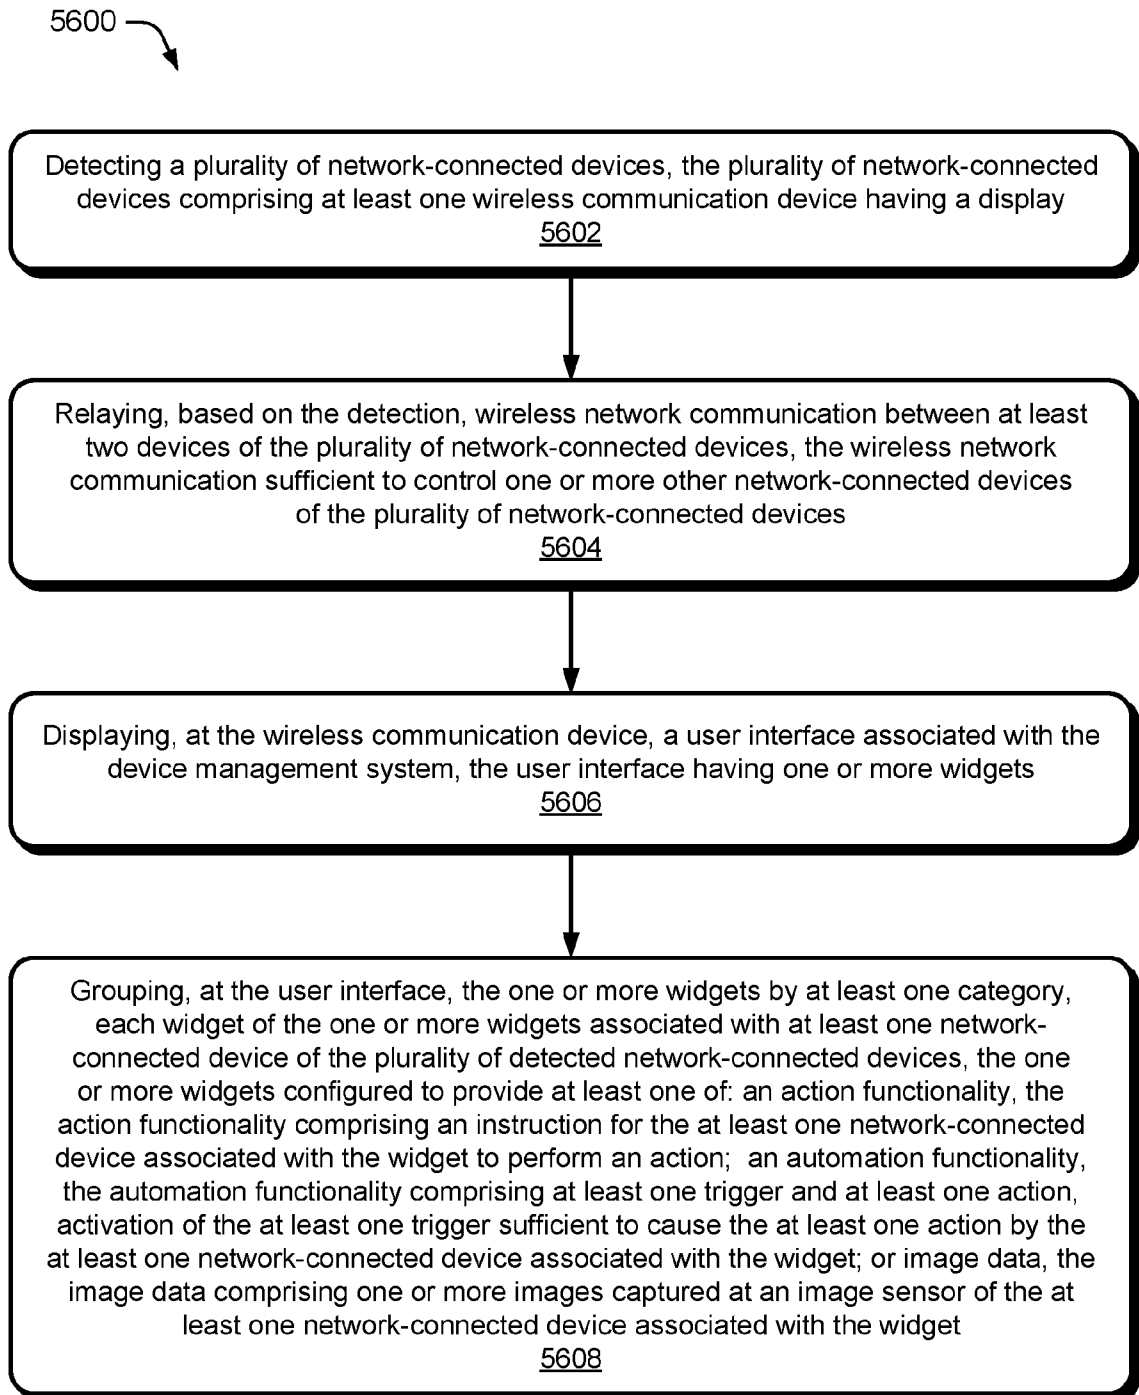 5600
Detecting a plurality of network-connected devices, the plurality of network-connected
devices comprising at least one wireless communication device having a display
5602
Relaying, based on the detection, wireless network communication between at least
two devices of the plurality of network-connected devices, the wireless network
communication sufficient to control one or more other network-connected devices
of the plurality of network-connected devices
5604
Displaying, at the wireless communication device, a user interface associated with the
device management system, the user interface having one or more widgets
5606
Grouping, at the user interface, the one or more widgets by at least one category,
each widget of the one or more widgets associated with at least one network-
connected device of the plurality of detected network-connected devices, the one
or more widgets configured to provide at least one of: an action functionality, the
action functionality comprising an instruction for the at least one network-connected
device associated with the widget to perform an action; an automation functionality,
the automation functionality comprising at least one trigger and at least one action,
activation of the at least one trigger sufficient to cause the at least one action by the
at least one network-connected device associated with the widget; or image data, the
image data comprising one or more images captured at an image sensor of the at
least one network-connected device associated with the widget
5608